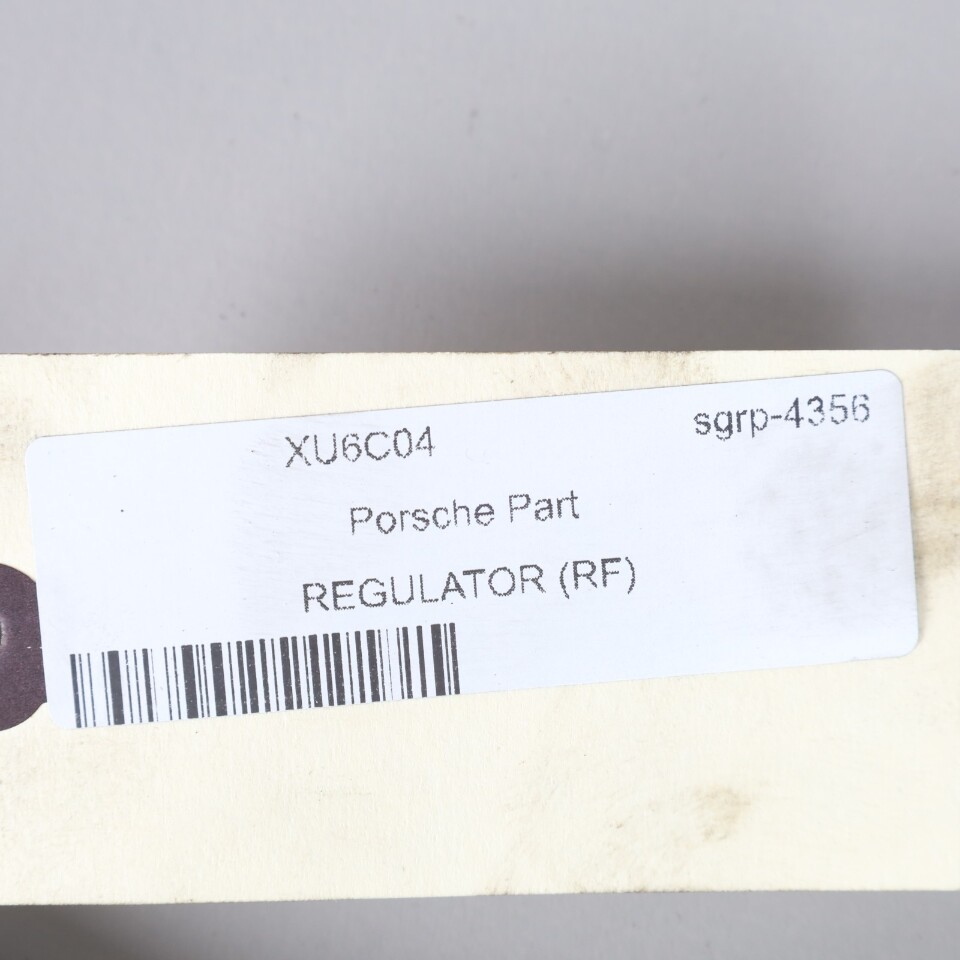 XU6C04 sgrp-4356
Porsche Part
REGULATOR (RF)